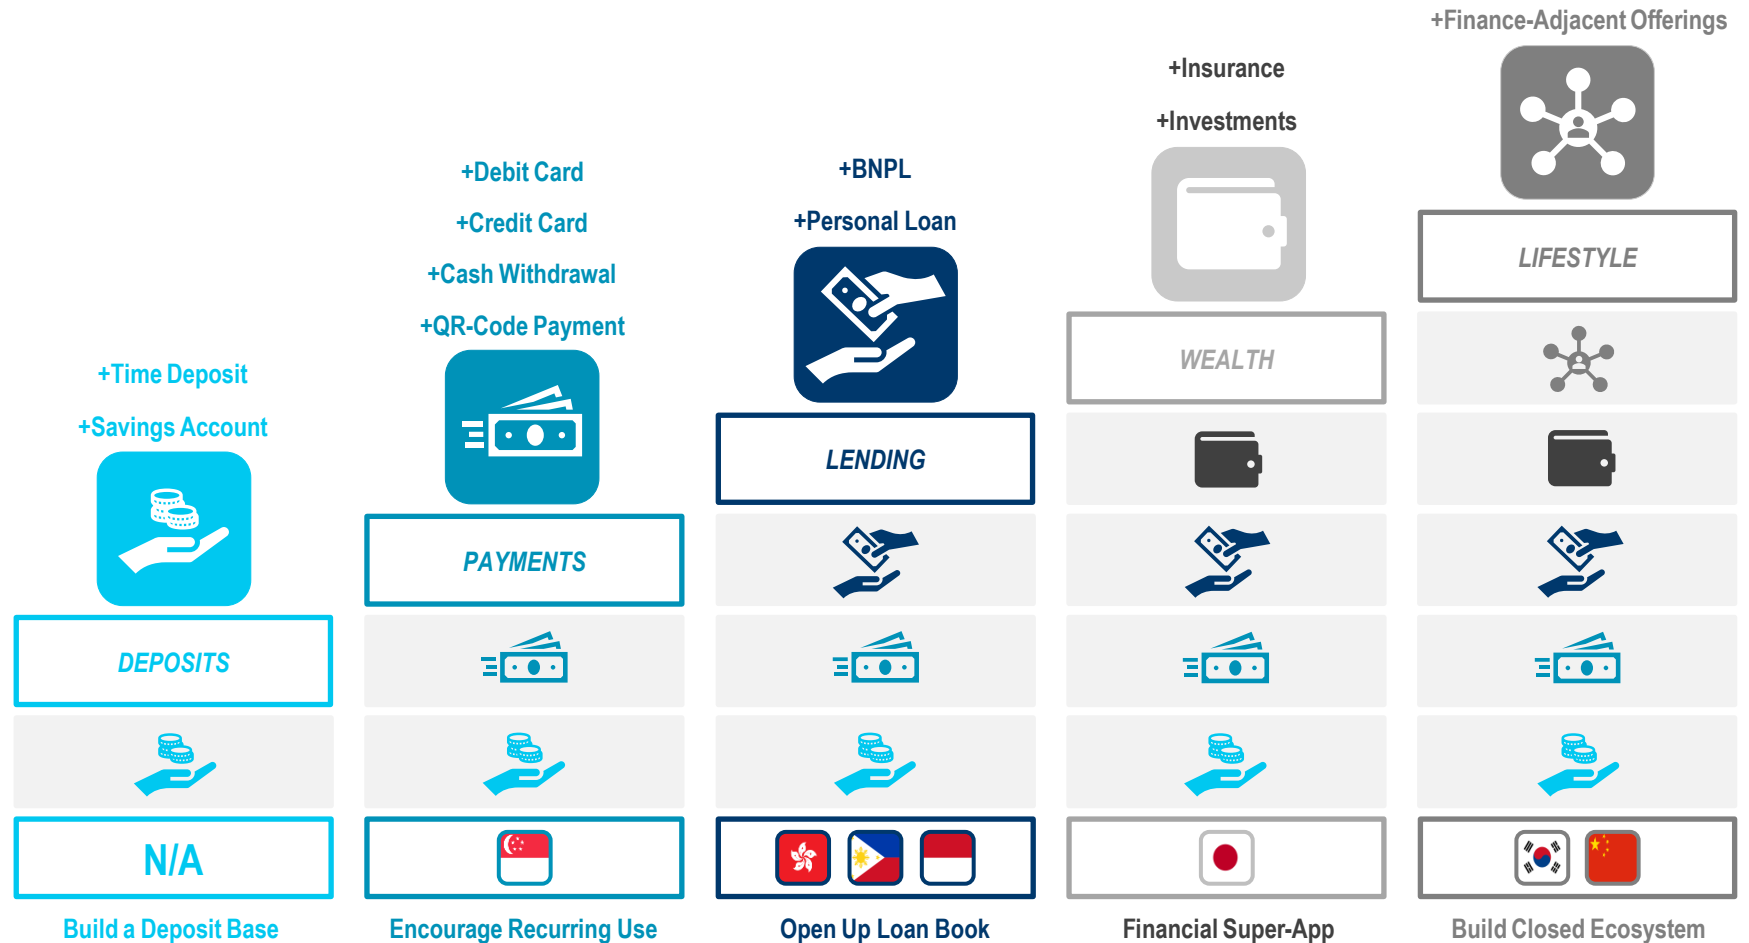 +Time Deposit
+Savings Account
DEPOSITS
N/A
Build a Deposit Base
+Debit Card
+Credit Card
+Cash Withdrawal
+QR-Code Payment
PAYMENTS
Encourage Recurring Use
+BNPL
+Personal Loan
LENDING
Open Up Loan Book
+Insurance
+Investments
WEALTH
Financial Super-App
+Finance-Adjacent Offerings
LIFESTYLE
Build Closed Ecosystem